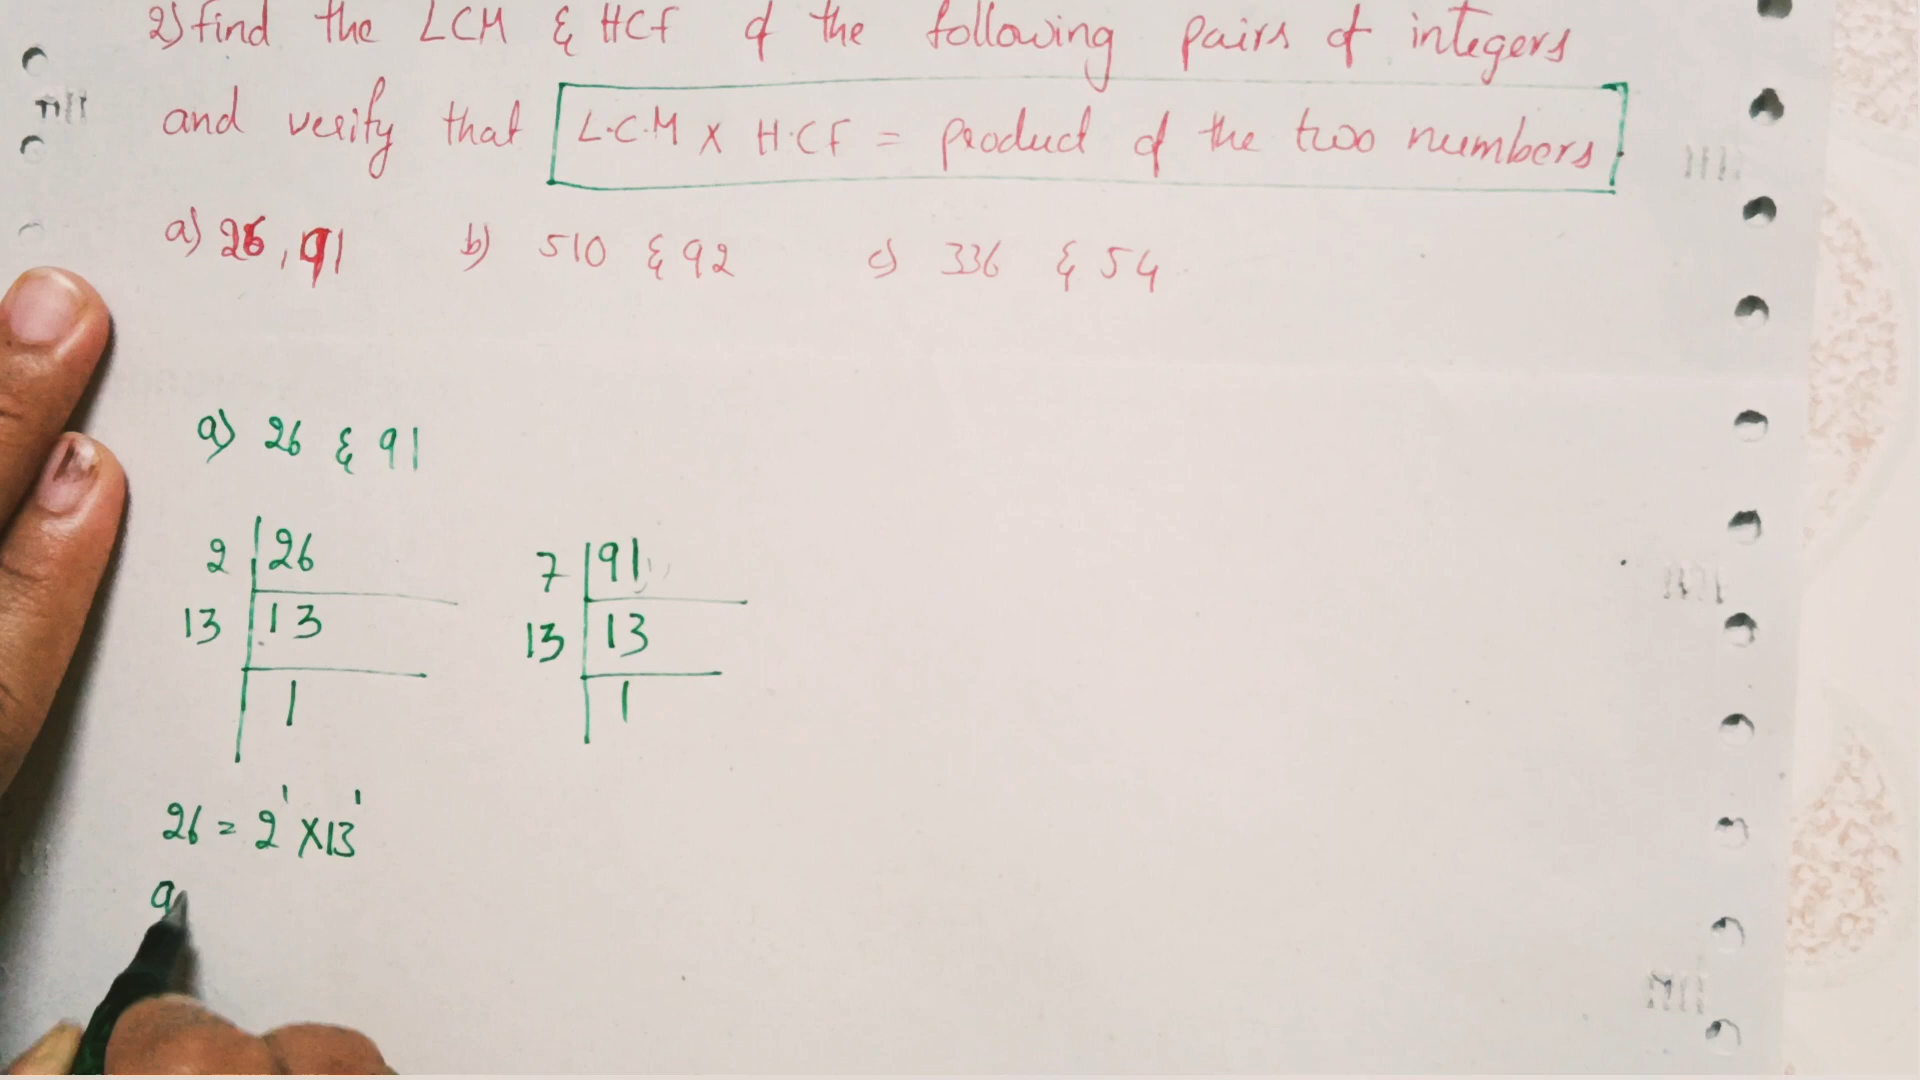 2) find the LCM & HCF of the following pairs of integers
and verify that L.C.M x H.C.F = product of the two numbers
a) 26, 91 b) 510 & 92 c) 336 & 54
a) 26 & 91
2 | 26 7 | 91
13 | 13 13 | 13
1 1
26 = 2¹ x 13¹
9